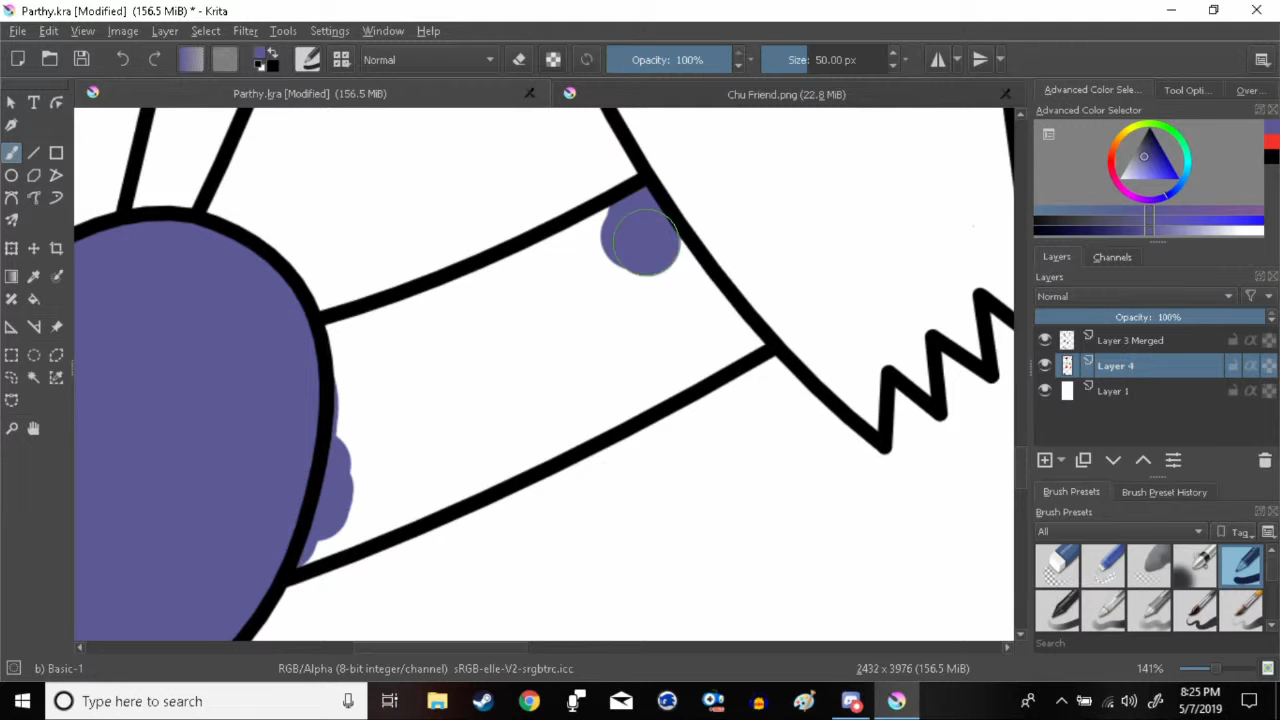 Parthy.kra [Modified]  (156.5 MiB) * - Krita
File Edit View Image Layer Select Filter Tools Settings Window Help
Normal Opacity: 100% Size: 50.00 px
Parthy.kra [Modified]  (156.5 MiB) Chu Friend.png (22.8 MiB)
Advanced Color Sele... Tool Opti... Over...
Advanced Color Selector
Layers Channels
Layers
Normal
Opacity: 100%
Layer 3 Merged
Layer 4
Layer 1
Brush Presets Brush Preset History
Brush Presets
All Tag
Search
b) Basic-1 RGB/Alpha (8-bit integer/channel)  sRGB-elle-V2-srgbtrc.icc 2432 x 3976 (156.5 MiB) 141%
Type here to search
8:25 PM
5/7/2019